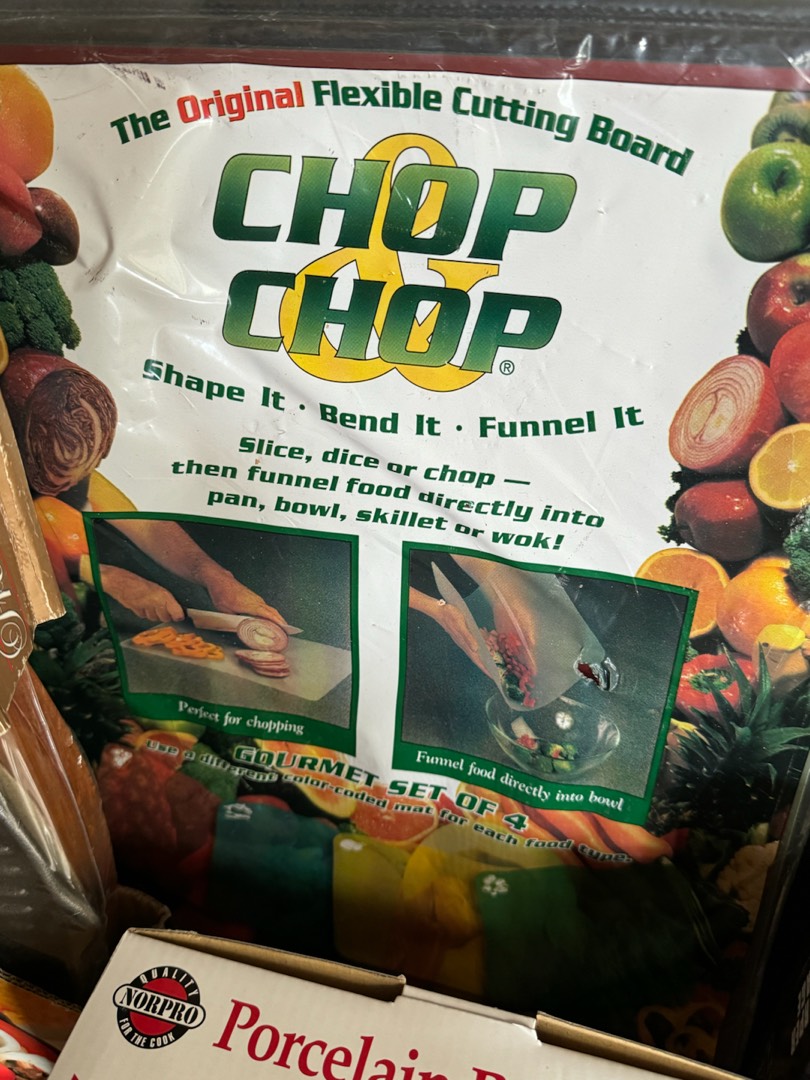 The Original Flexible Cutting Board
CHOP
&
CHOP®
Shape It · Bend It · Funnel It
Slice, dice or chop —
then funnel food directly into
pan, bowl, skillet or wok!
Perfect for chopping
Funnel food directly into bowl
GOURMET SET OF 4
Use a different color-coded mat for each food type.
QUALITY
NORPRO
FOR THE COOK
Porcelain